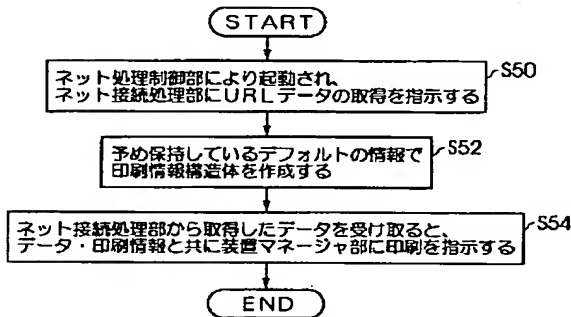 START
ネット処理制御部により起動され、
ネット接続処理部にURLデータの取得を指示する
S50
予め保持しているデフォルトの情報で
印刷情報構造体を作成する
S52
ネット接続処理部から取得したデータを受け取ると、
データ・印刷情報と共に装置マネージャ部に印刷を指示する
S54
END